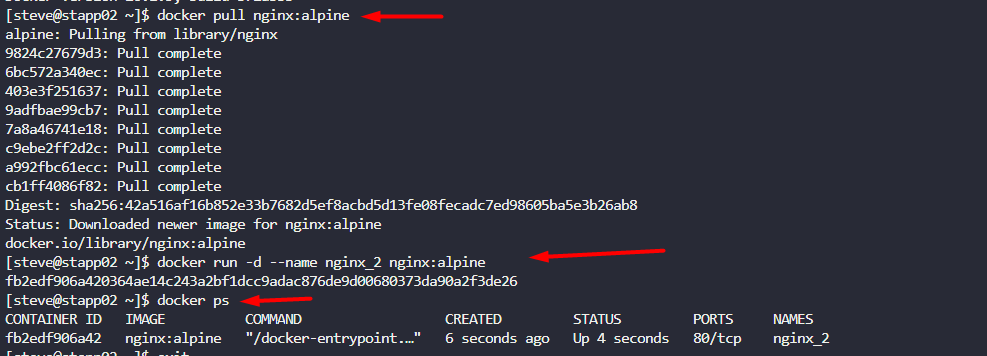 [steve@stapp02 ~]$ docker pull nginx:alpine
alpine: Pulling from library/nginx
9824c27679d3: Pull complete
6bc572a340ec: Pull complete
403e3f251637: Pull complete
9adfbae99cb7: Pull complete
7a8a46741e18: Pull complete
c9ebe2ff2d2c: Pull complete
a992fbc61ecc: Pull complete
cb1ff4086f82: Pull complete
Digest: sha256:42a516af16b852e33b7682d5ef8acbd5d13fe08fecadc7ed98605ba5e3b26ab8
Status: Downloaded newer image for nginx:alpine
docker.io/library/nginx:alpine
[steve@stapp02 ~]$ docker run -d --name nginx_2 nginx:alpine
fb2edf906a420364ae14c243a2bf1dcc9adac876de9d00680373da90a2f3de26
[steve@stapp02 ~]$ docker ps
CONTAINER ID   IMAGE          COMMAND                  CREATED         STATUS         PORTS     NAMES
fb2edf906a42   nginx:alpine   "/docker-entrypoint.…"   6 seconds ago   Up 4 seconds   80/tcp    nginx_2